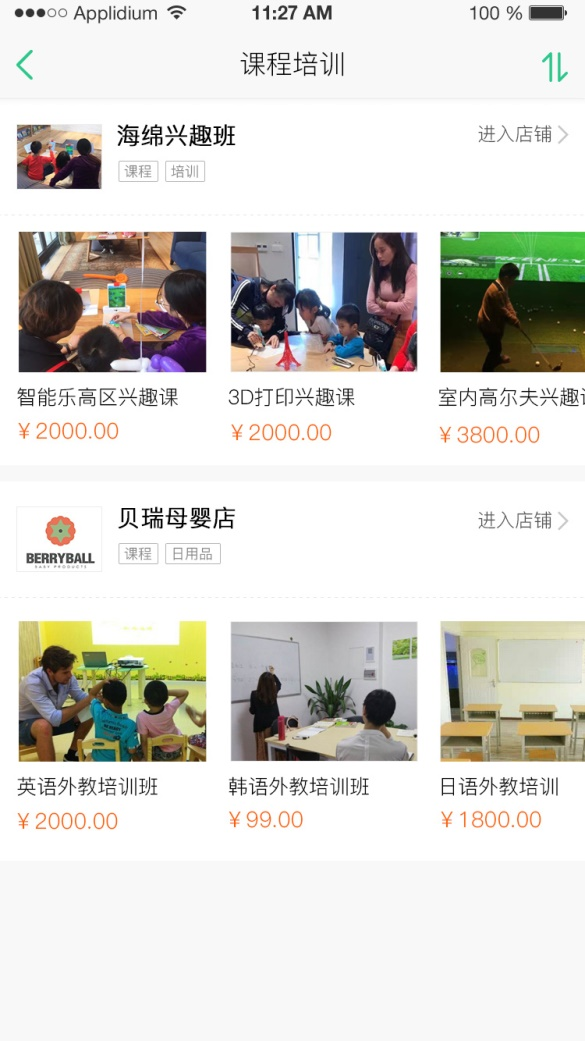 Applidium 11:27 AM 100 %
课程培训
海绵兴趣班 进入店铺
课程 培训
智能乐高区兴趣课 3D打印兴趣课 室内高尔夫兴趣
¥2000.00 ¥2000.00 ¥3800.00
贝瑞母婴店 进入店铺
课程 日用品
BERRYBALL
BABY PRODUCTS
英语外教培训班 韩语外教培训班 日语外教培训
¥2000.00 ¥99.00 ¥1800.00